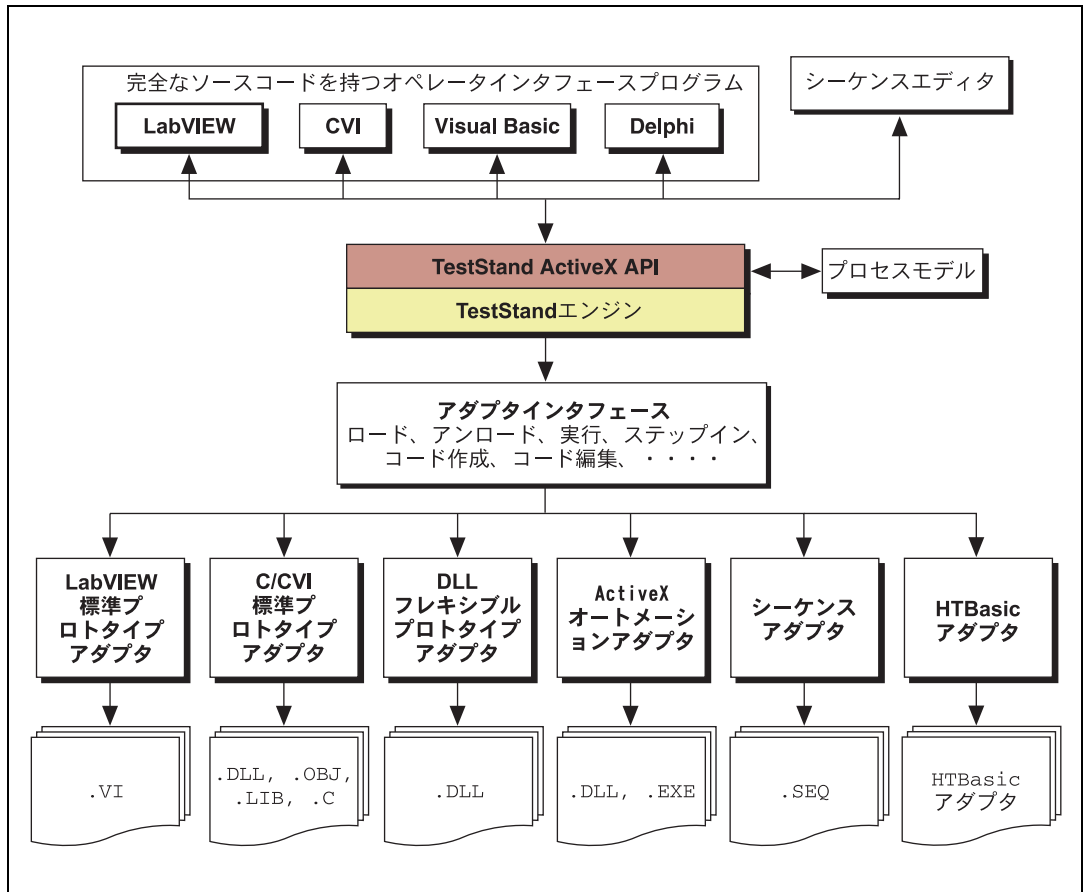 完全なソースコードを持つオペレータインタフェースプログラム
シーケンスエディタ
LabVIEW
CVI
Visual Basic
Delphi
TestStand ActiveX API
TestStandエンジン
プロセスモデル
アダプタインタフェース
ロード、アンロード、実行、ステップイン、
コード作成、コード編集、・・・・
LabVIEW
標準プ
ロトタイプ
アダプタ
C/CVI
標準プ
ロトタイプ
アダプタ
DLL
フレキシブル
プロトタイプ
アダプタ
ActiveX
オートメーシ
ョンアダプタ
シーケンス
アダプタ
HTBasic
アダプタ
.VI
.DLL, .OBJ,
.LIB, .C
.DLL
.DLL, .EXE
.SEQ
HTBasic
アダプタ